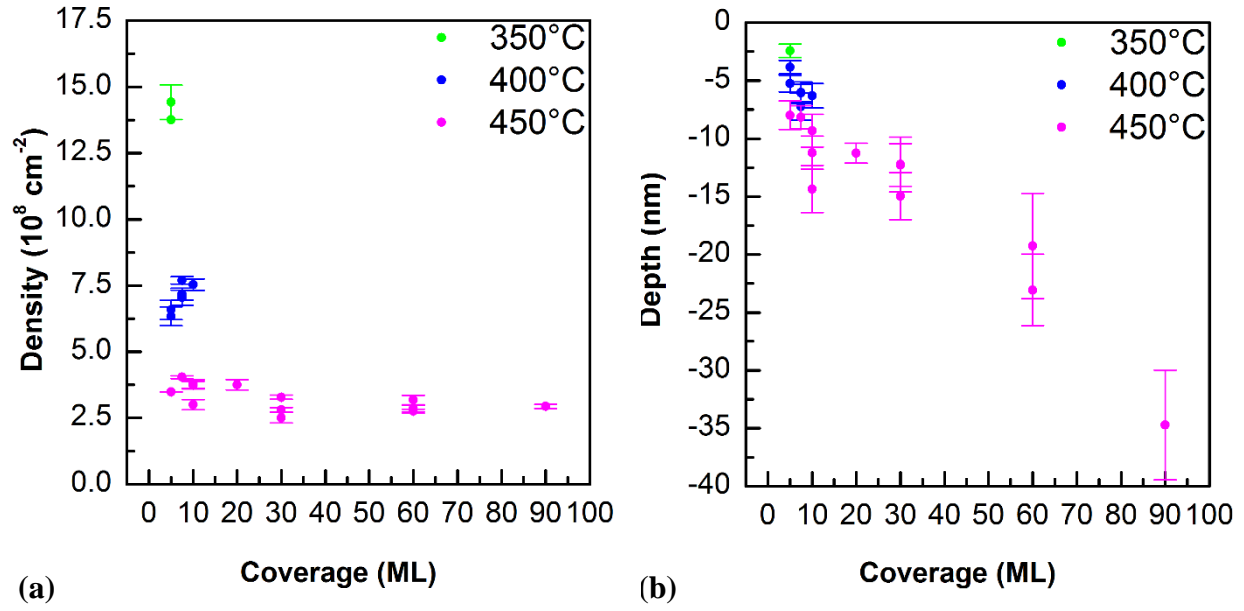 17.5
15.0
12.5
10.0
7.5
5.0
2.5
0.0
Density (10⁸ cm⁻²)
350°C
400°C
450°C
0 10 20 30 40 50 60 70 80 90 100
Coverage (ML)
(a)
0
-5
-10
-15
-20
-25
-30
-35
-40
Depth (nm)
350°C
400°C
450°C
0 10 20 30 40 50 60 70 80 90 100
Coverage (ML)
(b)